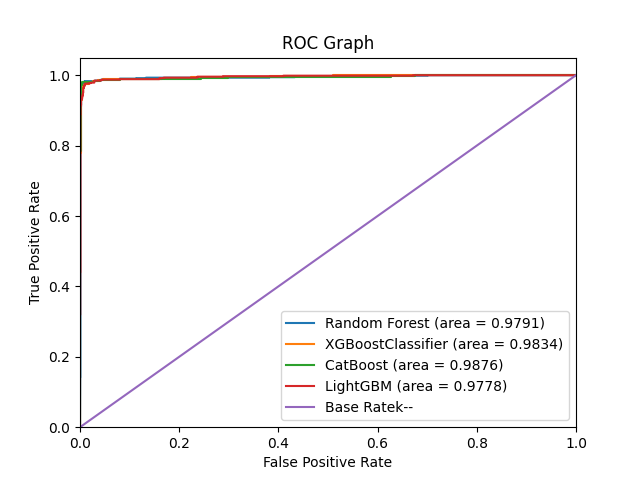 ROC Graph
1.0
0.8
0.6
0.4
0.2
0.0
True Positive Rate
Random Forest (area = 0.9791)
XGBoostClassifier (area = 0.9834)
CatBoost (area = 0.9876)
LightGBM (area = 0.9778)
Base Ratek--
0.0 0.2 0.4 0.6 0.8 1.0
False Positive Rate